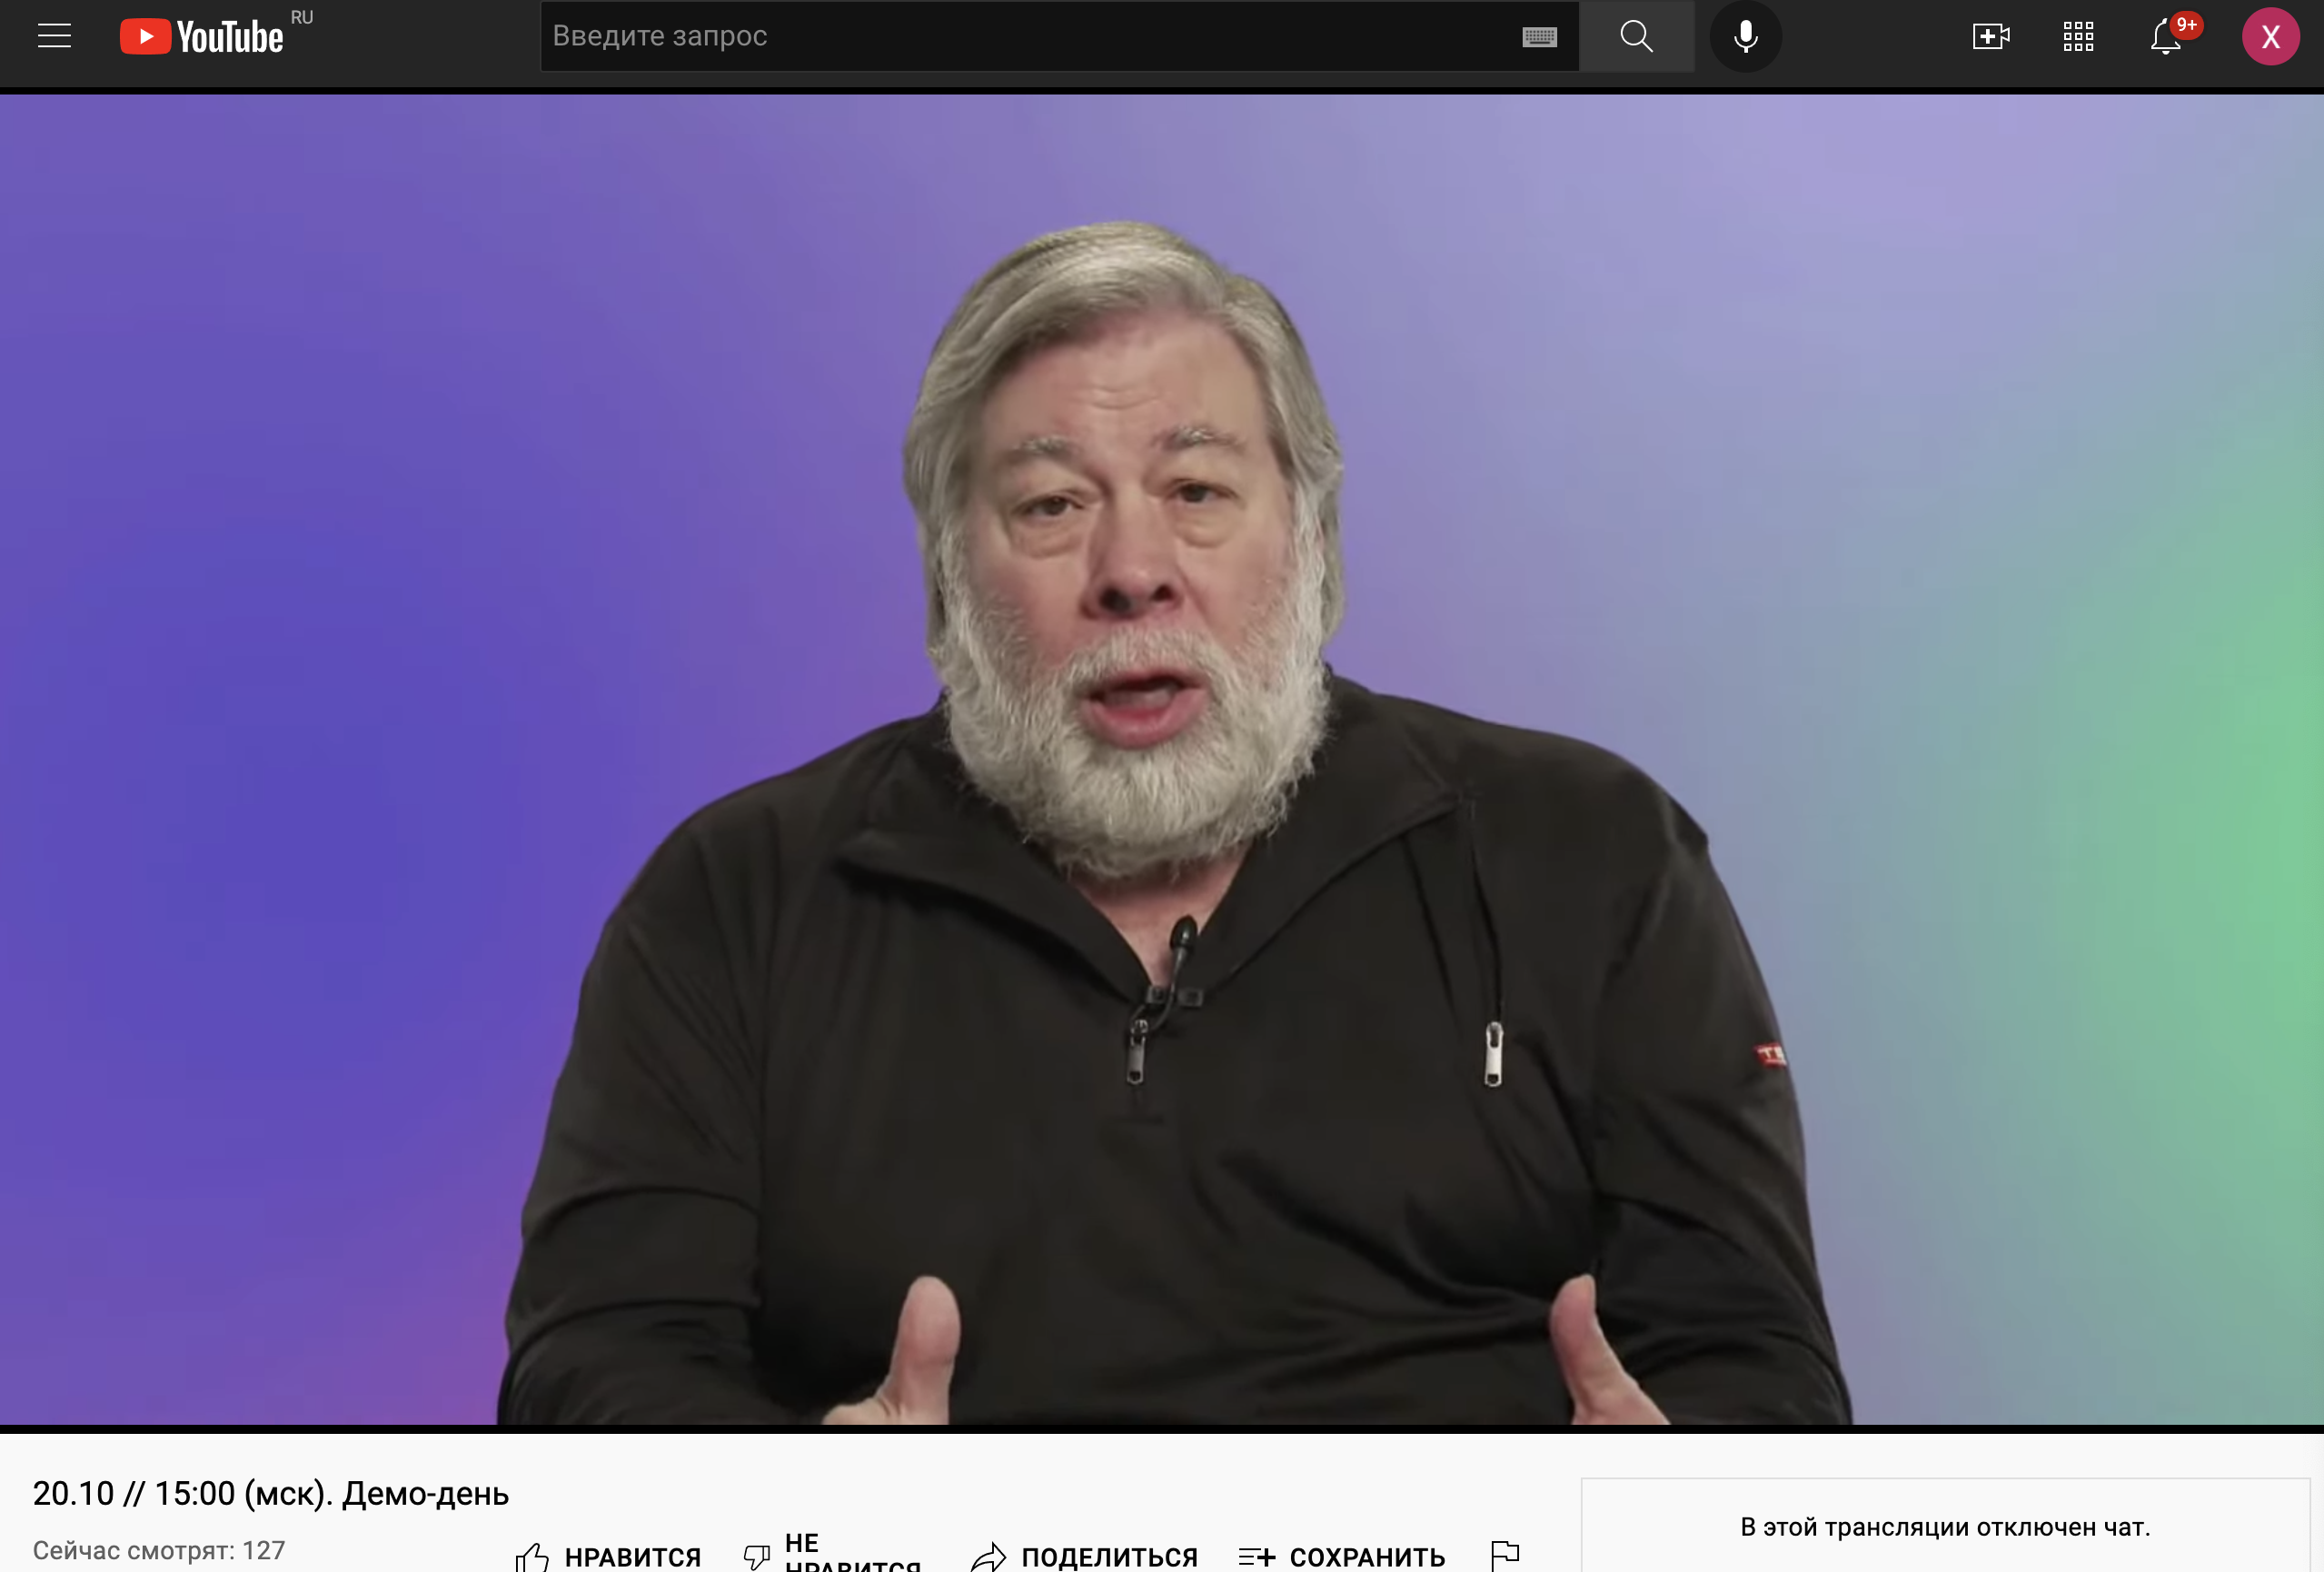 YouTube RU
Введите запрос
9+
X
20.10 // 15:00 (мск). Демо-день
Сейчас смотрят: 127
НРАВИТСЯ
НЕ
НРАВИТСЯ
ПОДЕЛИТЬСЯ
СОХРАНИТЬ
В этой трансляции отключен чат.